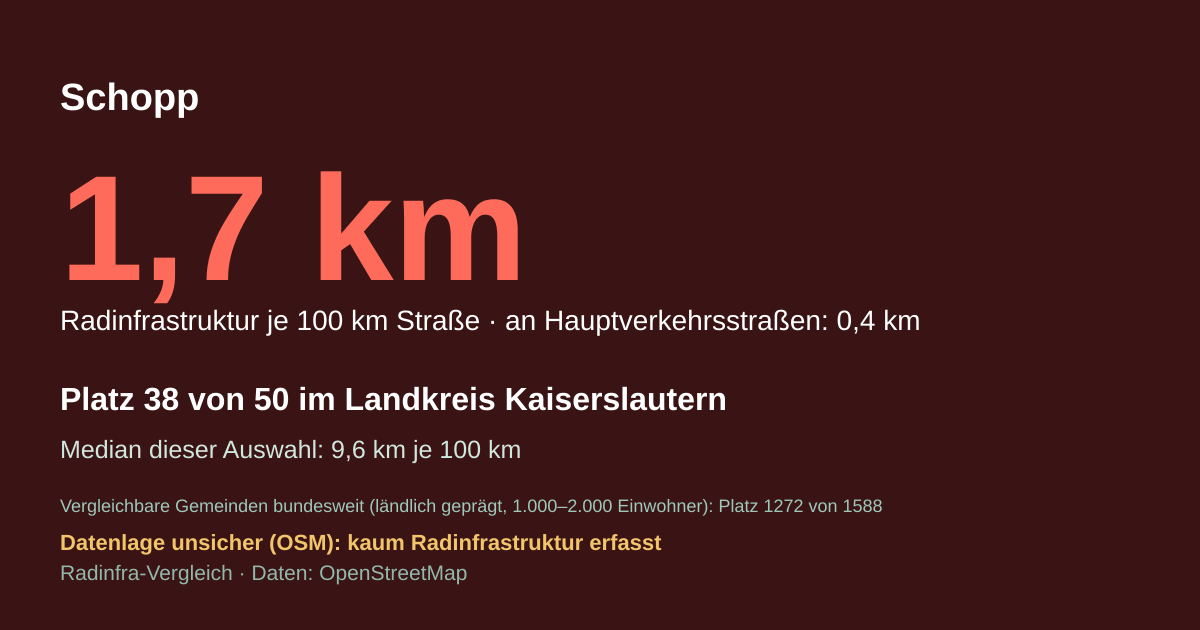 Schopp
1,7 km
Radinfrastruktur je 100 km Straße · an Hauptverkehrsstraßen: 0,4 km
Platz 38 von 50 im Landkreis Kaiserslautern
Median dieser Auswahl: 9,6 km je 100 km
Vergleichbare Gemeinden bundesweit (ländlich geprägt, 1.000–2.000 Einwohner): Platz 1272 von 1588
Datenlage unsicher (OSM): kaum Radinfrastruktur erfasst
Radinfra-Vergleich · Daten: OpenStreetMap